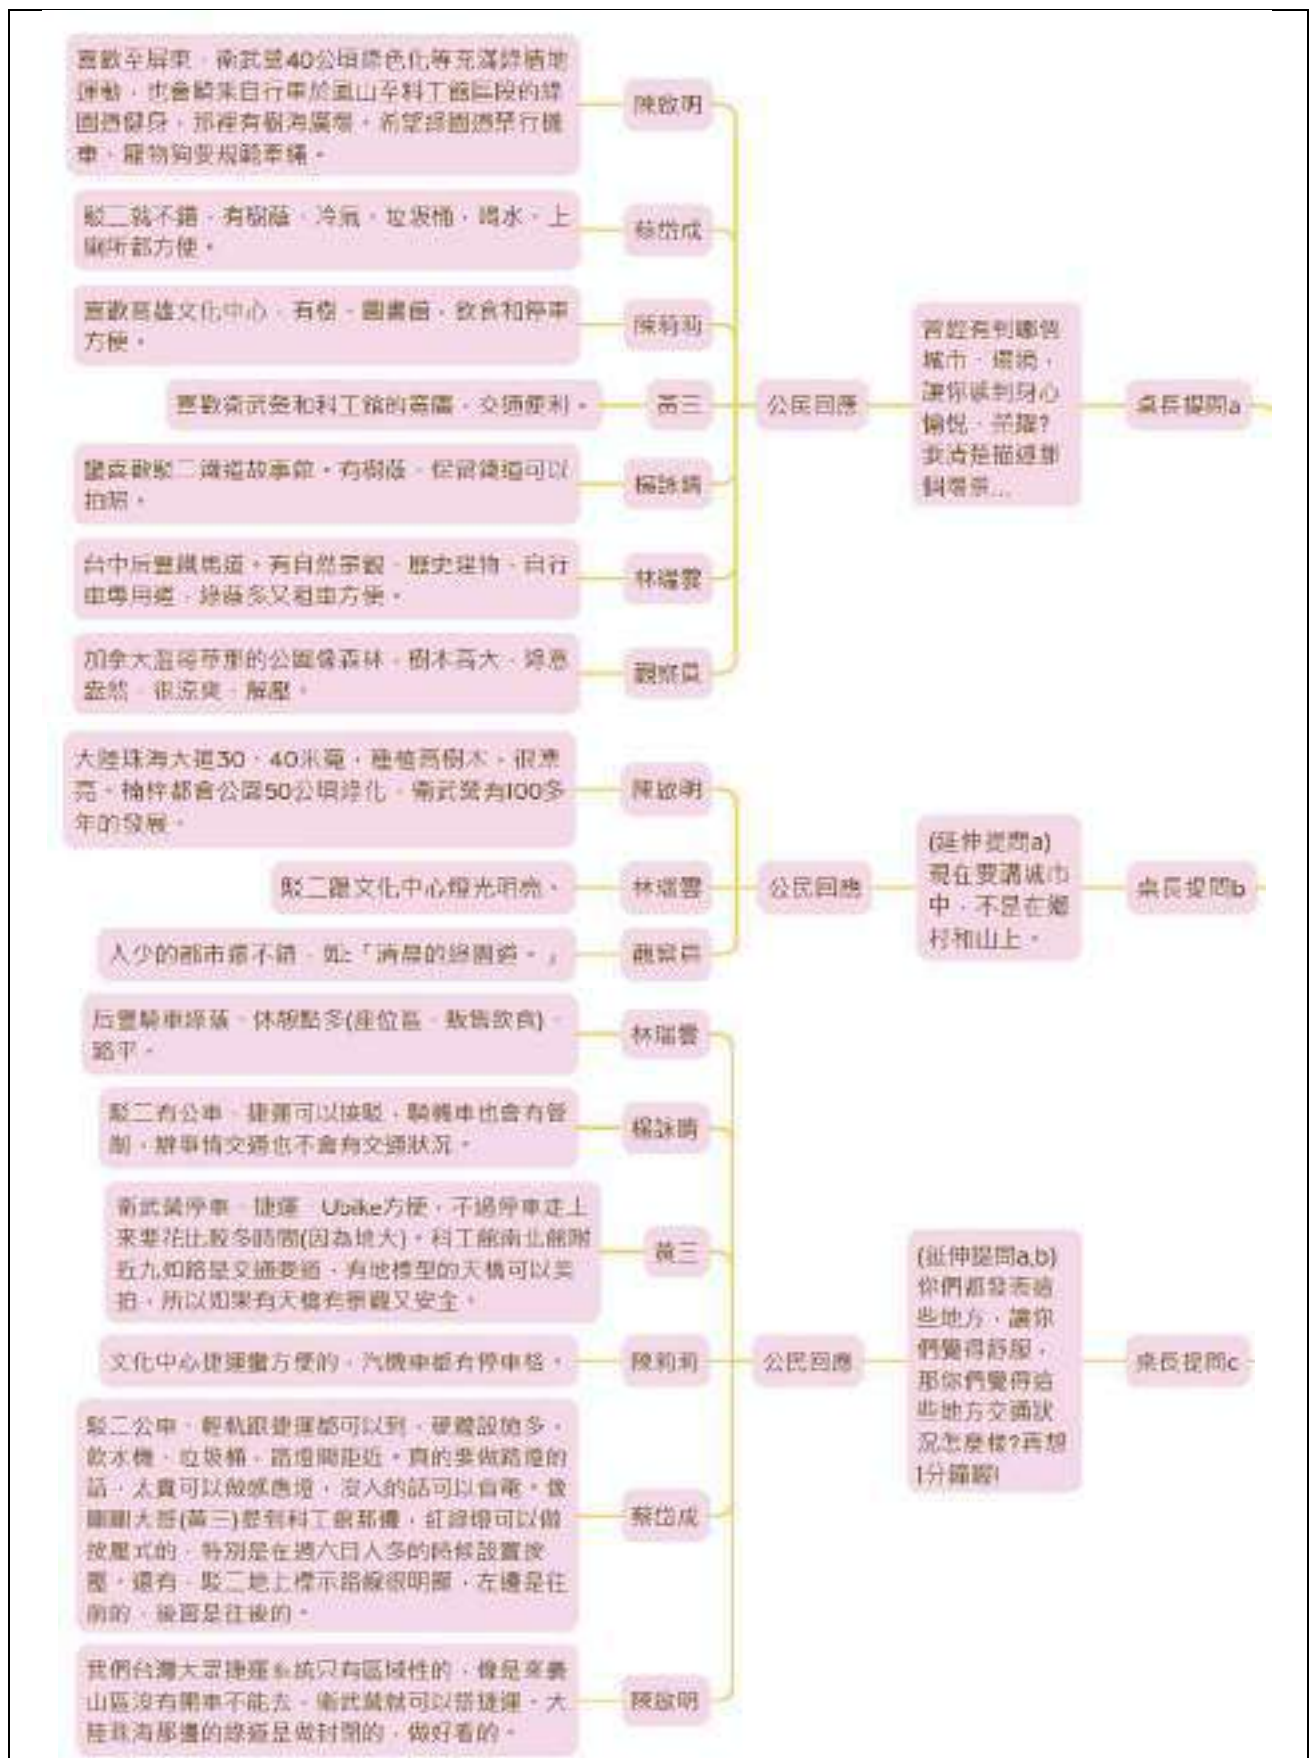 喜歡至屏東、衛武營40公頃綠色化等充滿綠植地
運動，也會騎乘自行車於鳳山至科工館區段的綠
園道健身，那裡有樹海廣場。希望綠園道禁行機
車、寵物狗要規範牽繩。
陳啟明
駁二就不錯，有樹蔭、冷氣、垃圾桶，喝水、上
廁所都方便。
蔡岱成
喜歡高雄文化中心，有樹、圖書館，飲食和停車
方便。
陳莉莉
喜歡衛武營和科工館的寬廣，交通便利。
黃三
蠻喜歡駁二鐵道故事館。有樹蔭、保留鐵道可以
拍照。
楊詠晴
台中后豐鐵馬道。有自然景觀、歷史建物、自行
車專用道，綠蔭多又租車方便。
林瑞雲
加拿大溫哥華那的公園像森林，樹木高大、綠意
盎然，很涼爽、解壓。
觀察員
公民回應
曾經有到哪個
城市、環境，
讓你感到身心
愉悅、榮耀?
桌長提問a
大陸珠海大道30、40米寬，種植高樹木，很漂
亮。楠梓都會公園50公頃綠化，衛武營有100多
年的發展。
陳啟明
駁二跟文化中心燈光明亮。
林瑞雲
人少的都市還不錯，如:「清晨的綠園道。」
觀察員
公民回應
(延伸提問a)
現在要講城市
中，不是在鄉
村和山上。
桌長提問b
后豐騎車綠蔭、休憩點多(座位區、販售飲食)、
路平。
林瑞雲
駁二有公車、捷運可以接駁，騎機車也會有管
制，辦事情交通也不會有交通狀況。
楊詠晴
衛武營停車、捷運、Ubike方便，不過停車走上
來要花比較多時間(因為地大)。科工館南北館附
近九如路是交通要道，有地標型的天橋可以美
拍，所以如果有天橋有景觀又安全。
黃三
文化中心捷運蠻方便的，汽機車都有停車格。
陳莉莉
駁二公車、輕軌跟捷運都可以到，硬體設施多，
飲水機、垃圾桶，路燈間距近。真的要做路燈的
話，太貴可以做感應燈，沒人的話可以省電。像
剛剛大哥(黃三)提到科工館那邊，紅綠燈可以做
按壓式的，特別是在週六日人多的時候設置按
壓。還有，駁二地上標示路線很明顯，左邊是往
前的，後面是往後的。
蔡岱成
我們台灣大眾捷運系統只有區域性的，像是來義
山區沒有開車不能去，衛武營就可以搭捷運。大
陸珠海那邊的綠道是做封閉的，做好看的。
陳啟明
公民回應
(延伸提問a,b)
你們都發表這
些地方，讓你
們覺得舒服，
那你們覺得這
些地方交通狀
況怎麼樣?再想
1分鐘喔!
桌長提問c